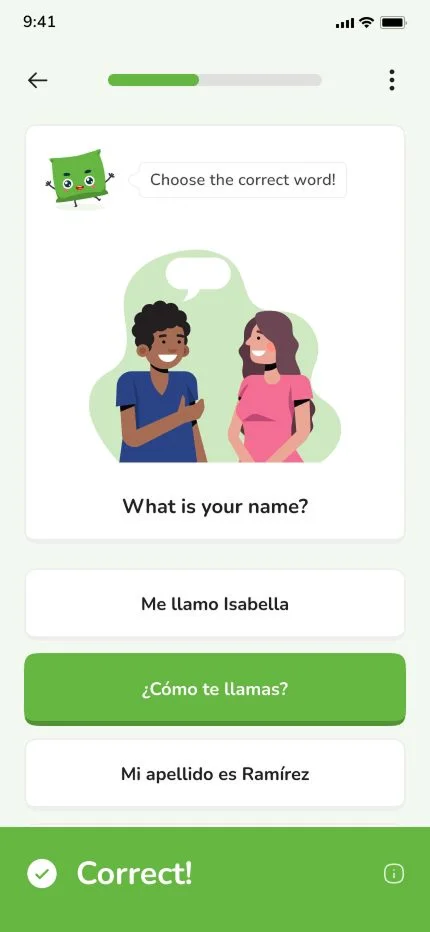 9:41
Choose the correct word!
What is your name?
Me llamo Isabella
¿Cómo te llamas?
Mi apellido es Ramírez
Correct!